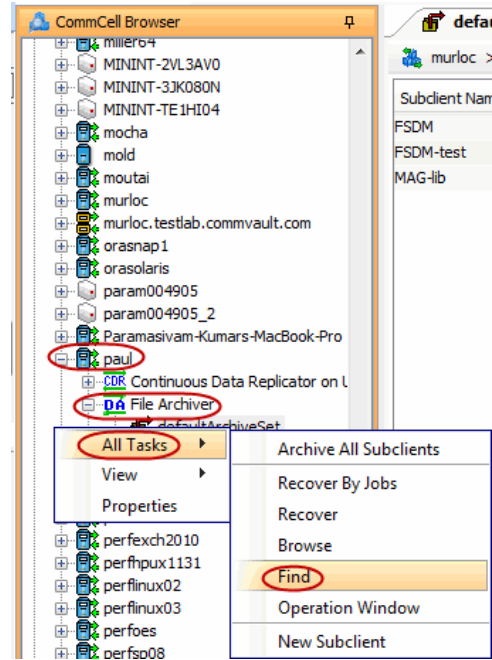 CommCell Browser
miller64
MININT-2VL3AV0
MININT-3JK080N
MININT-TE1HI04
mocha
mold
moutai
murloc
murloc.testlab.commvault.com
orasnap1
orasolaris
param004905
param004905_2
Paramasivam-Kumars-MacBook-Pro
paul
CDR Continuous Data Replicator on
DA File Archiver
defaultArchiveSet
All Tasks
View
Properties
perfexch2010
perfhpux1131
perflinux02
perflinux03
perfoes
perfsp08
Archive All Subclients
Recover By Jobs
Recover
Browse
Find
Operation Window
New Subclient
defau
murloc >
Subclient Nam
FSDM
FSDM-test
MAG-lib